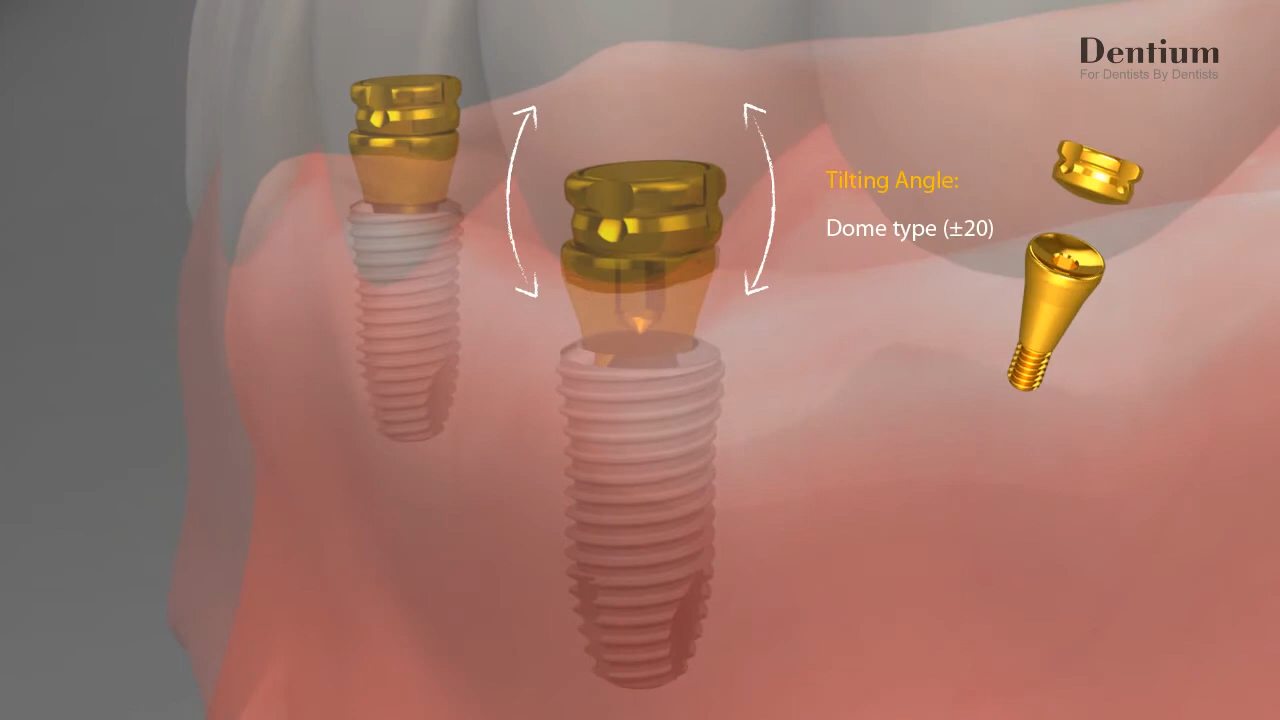 Dentium
For Dentists By Dentists
Tilting Angle:
Dome type (±20)